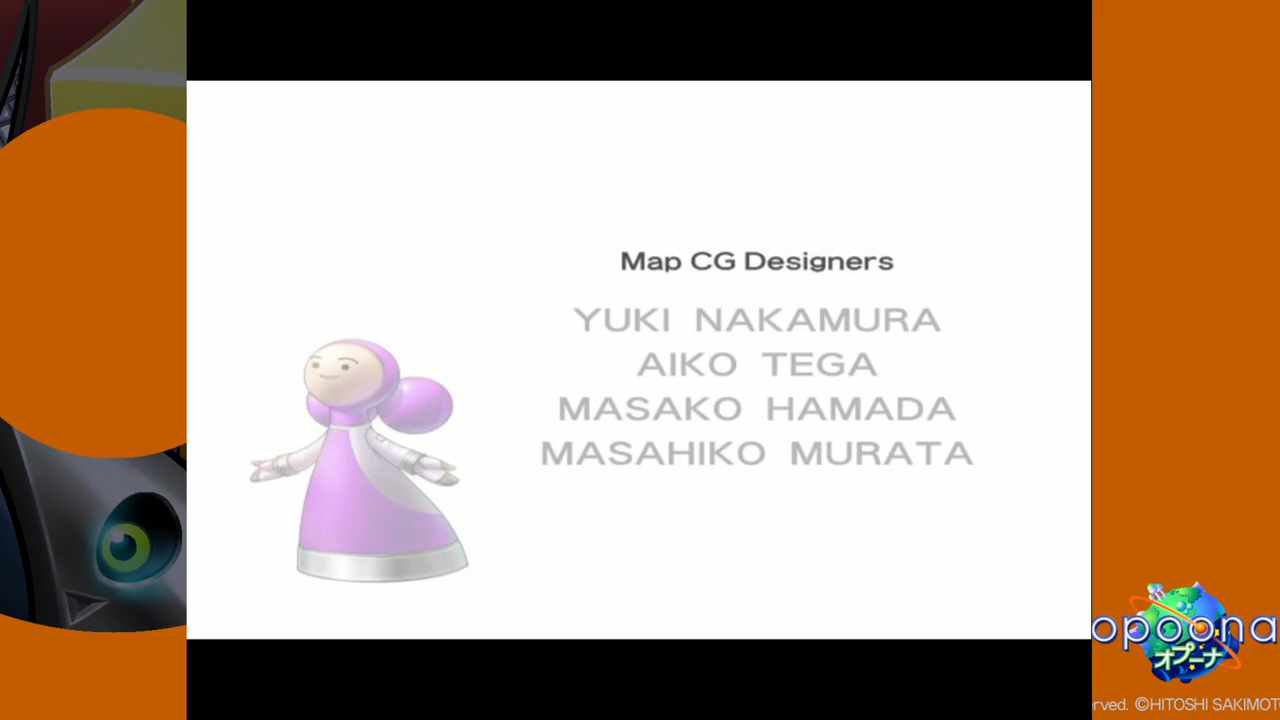 Map CG Designers
YUKI NAKAMURA
AIKO TEGA
MASAKO HAMADA
MASAHIKO MURATA
opoona
オプーナ
rved. ©HITOSHI SAKIMOT